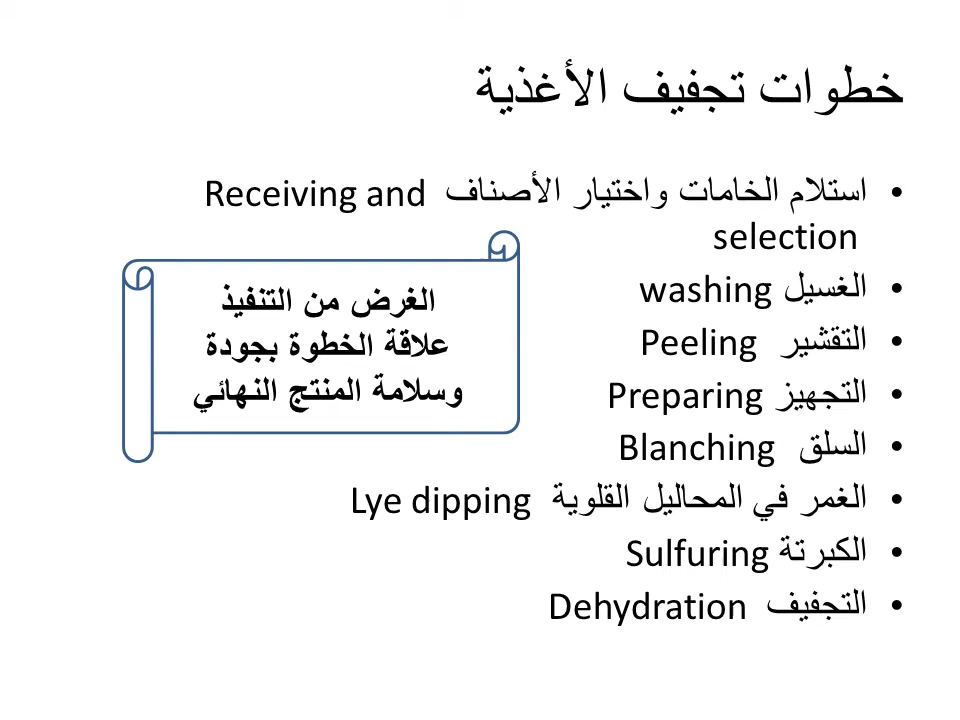 خطوات تجفيف الأغذية
• استلام الخامات واختيار الأصناف Receiving and
selection
• الغسيل washing
• التقشير Peeling
• التجهيز Preparing
• السلق Blanching
• الغمر في المحاليل القلوية Lye dipping
• الكبرتة Sulfuring
• التجفيف Dehydration
الغرض من التنفيذ
علاقة الخطوة بجودة
وسلامة المنتج النهائي